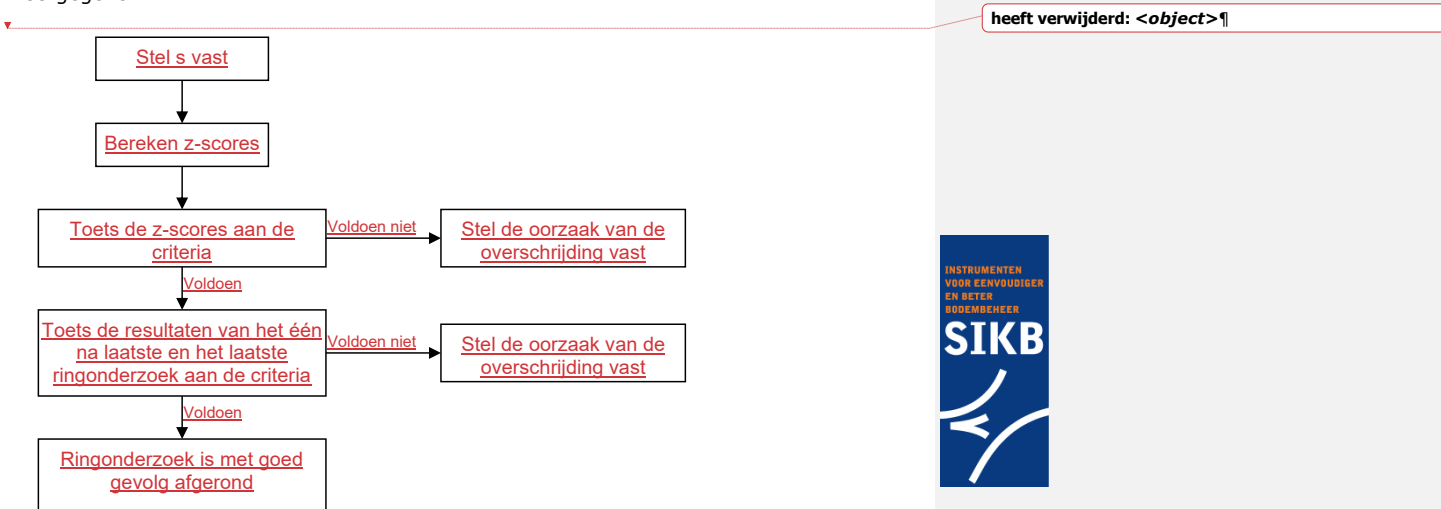 heeft verwijderd: <object>¶
Stel s vast
Bereken z-scores
Toets de z-scores aan de
criteria
Voldoen niet
Stel de oorzaak van de
overschrijding vast
Voldoen
Toets de resultaten van het één
na laatste en het laatste
ringonderzoek aan de criteria
Voldoen niet
Stel de oorzaak van de
overschrijding vast
Voldoen
Ringonderzoek is met goed
gevolg afgerond
INSTRUMENTEN
VOOR EENVOUDIGER
EN BETER
BODEMBEHEER
SIKB